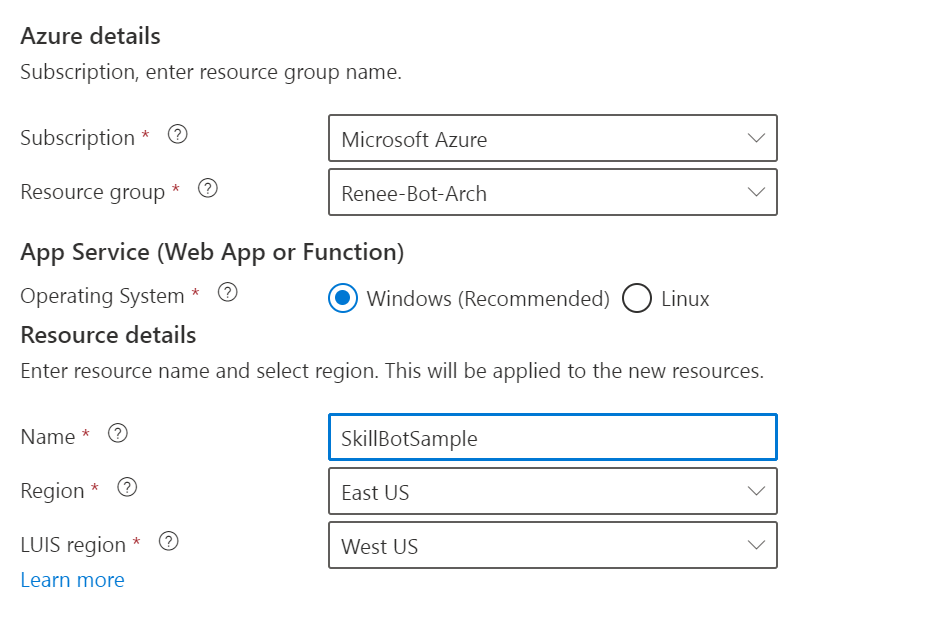 Azure details
Subscription, enter resource group name.
Subscription * ? Microsoft Azure
Resource group * ? Renee-Bot-Arch
App Service (Web App or Function)
Operating System * ? Windows (Recommended) Linux
Resource details
Enter resource name and select region. This will be applied to the new resources.
Name * ? SkillBotSample
Region * ? East US
LUIS region * ? West US
Learn more